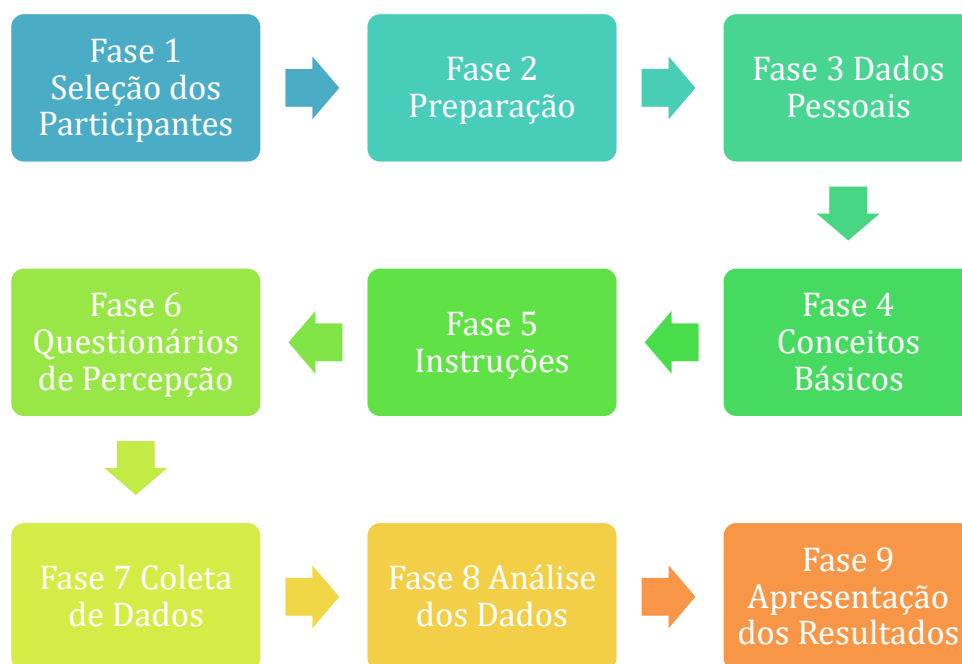 Fase 1
Seleção dos
Participantes
Fase 2
Preparação
Fase 3 Dados
Pessoais
Fase 4
Conceitos
Básicos
Fase 5
Instruções
Fase 6
Questionários
de Percepção
Fase 7 Coleta
de Dados
Fase 8 Análise
dos Dados
Fase 9
Apresentação
dos Resultados